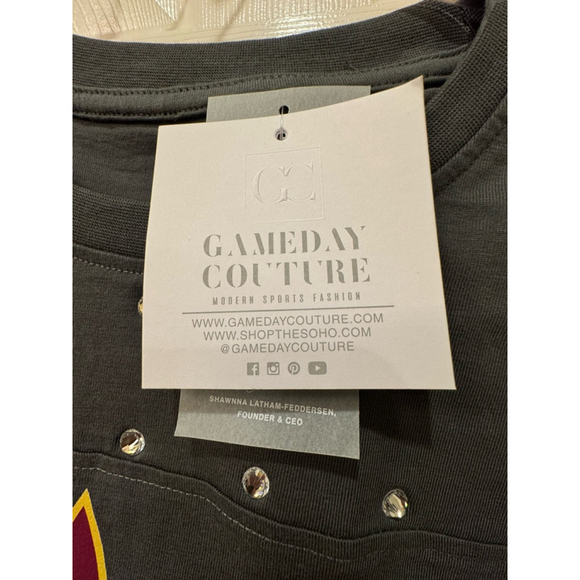 GC
GAMEDAY
COUTURE
MODERN SPORTS FASHION
WWW.GAMEDAYCOUTURE.COM
WWW.SHOPTHESOHO.COM
@GAMEDAYCOUTURE
SHAWNNA LATHAM-FEDDERSEN,
FOUNDER & CEO